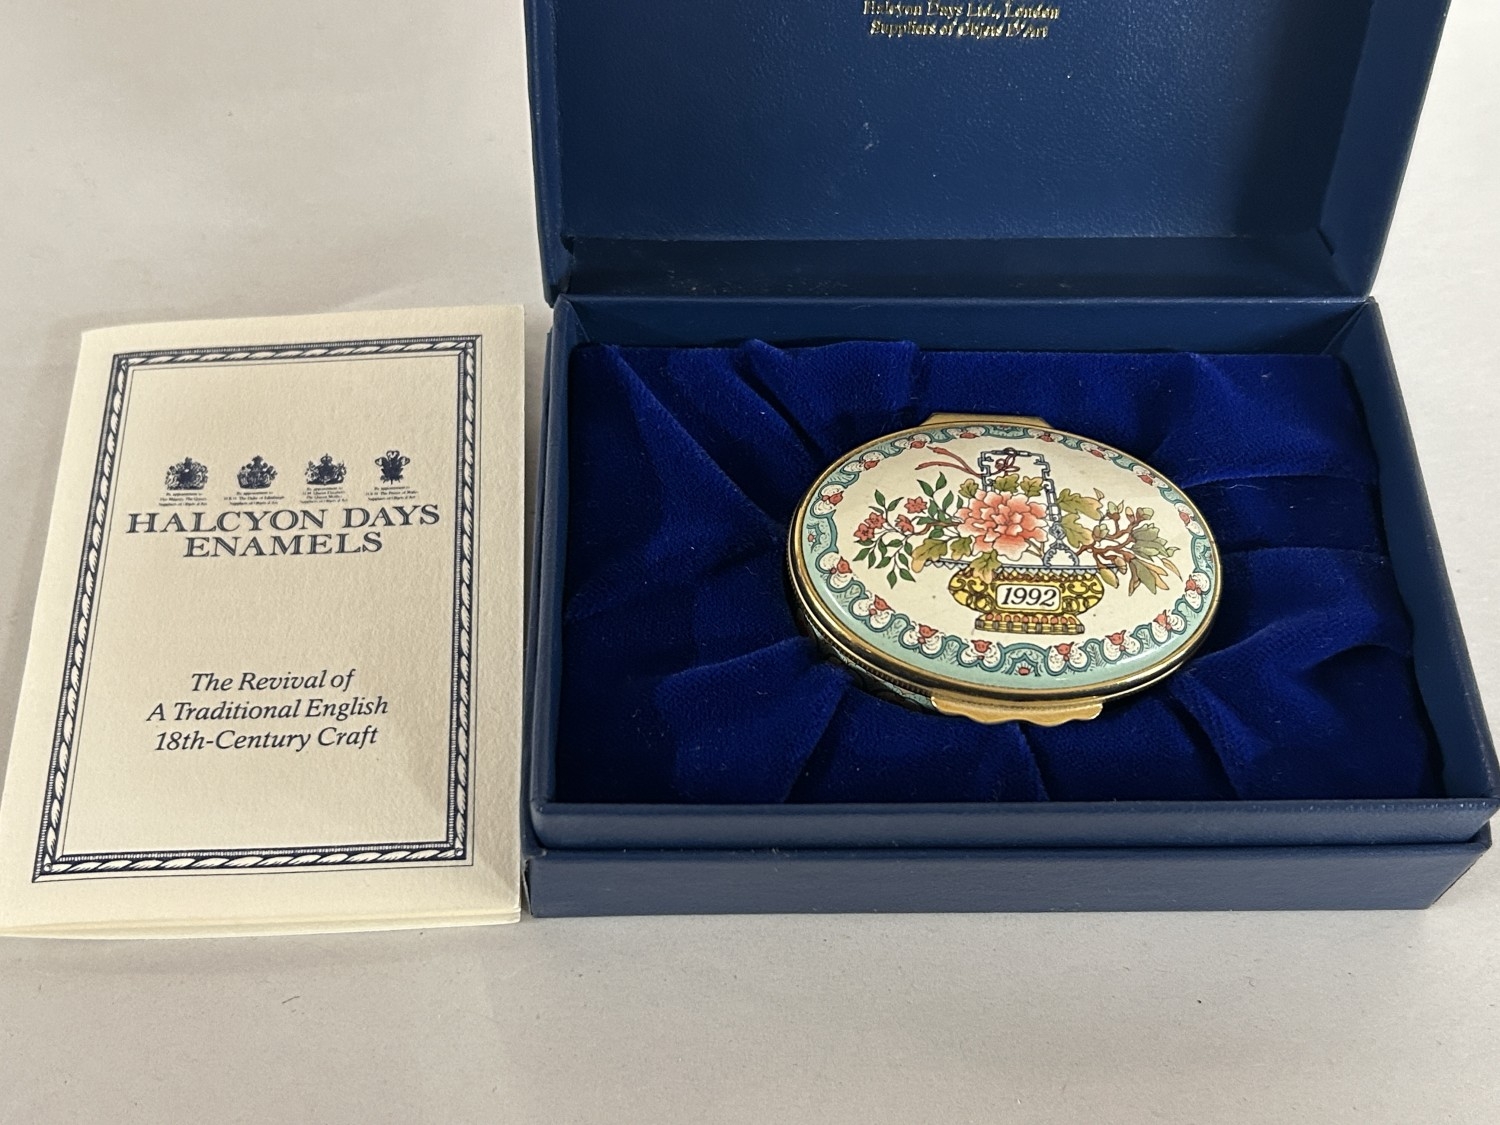 Halcyon Days Ltd., London
Suppliers of Objets D'Art
HALCYON DAYS
ENAMELS
The Revival of
A Traditional English
18th-Century Craft
1992